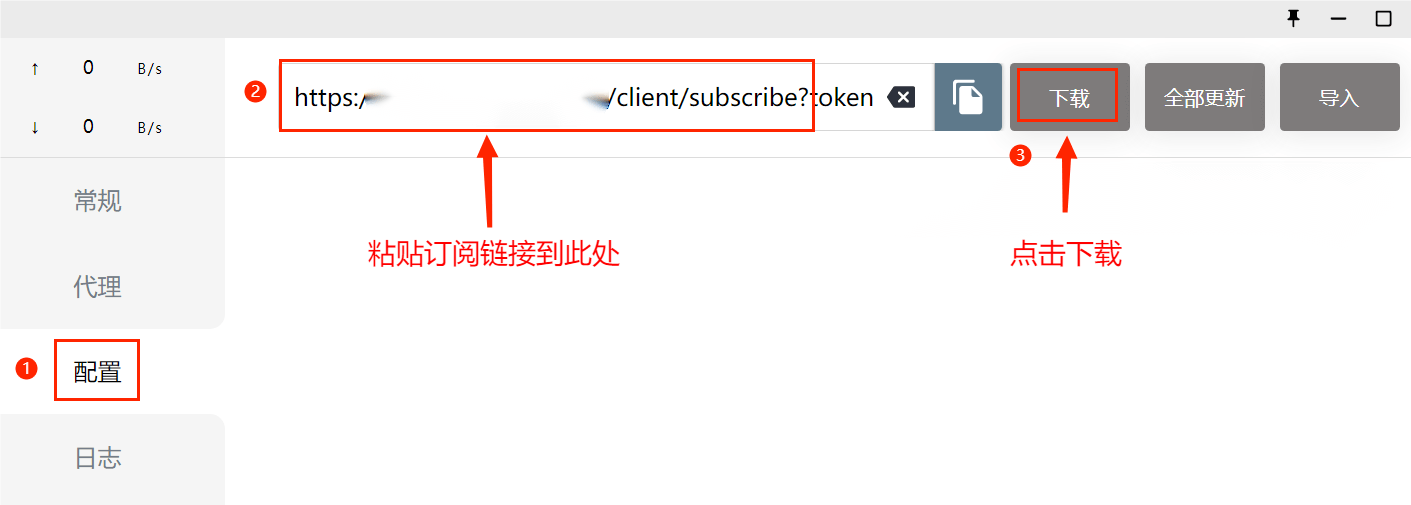 ↑ 0 B/s
↓ 0 B/s
2
https:/ /client/subscribe?token
下载
全部更新
导入
3
常规
粘贴订阅链接到此处
点击下载
代理
1
配置
日志